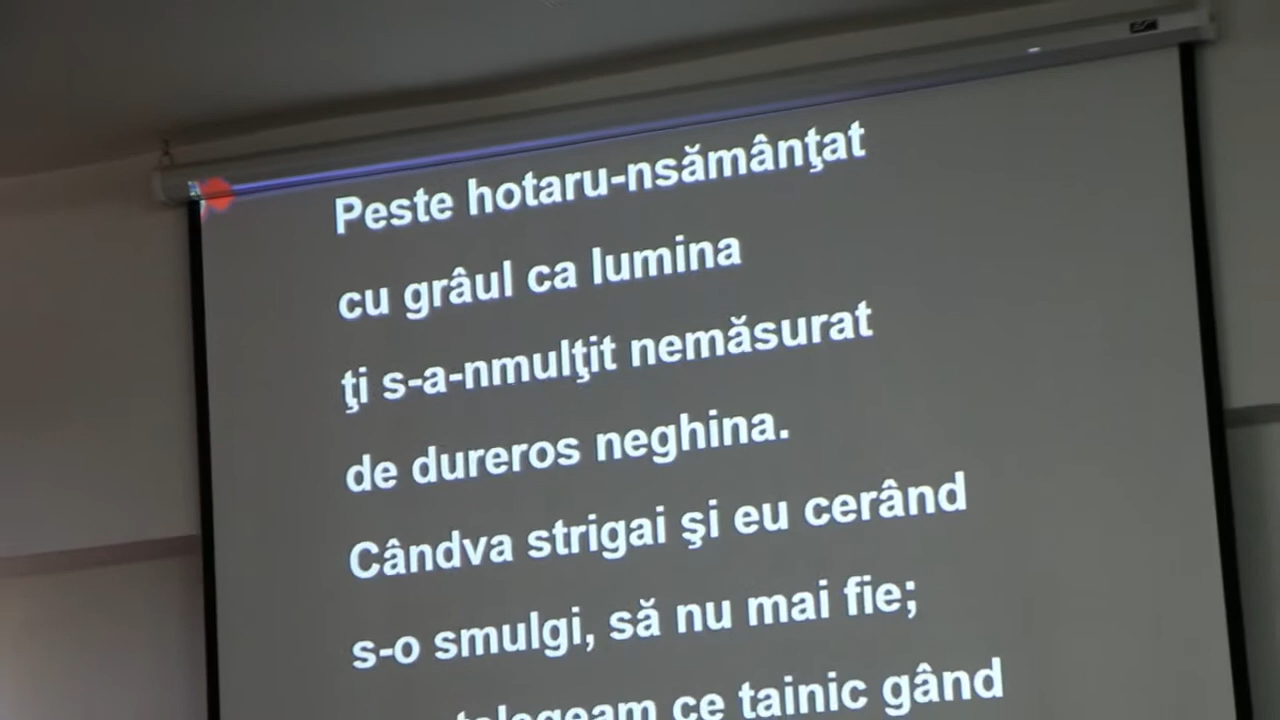 Peste hotaru-nsămânţat
cu grâul ca lumina
ţi s-a-nmulţit nemăsurat
de dureros neghina.
Cândva strigai şi eu cerând
s-o smulgi, să nu mai fie;
ce tainic gând